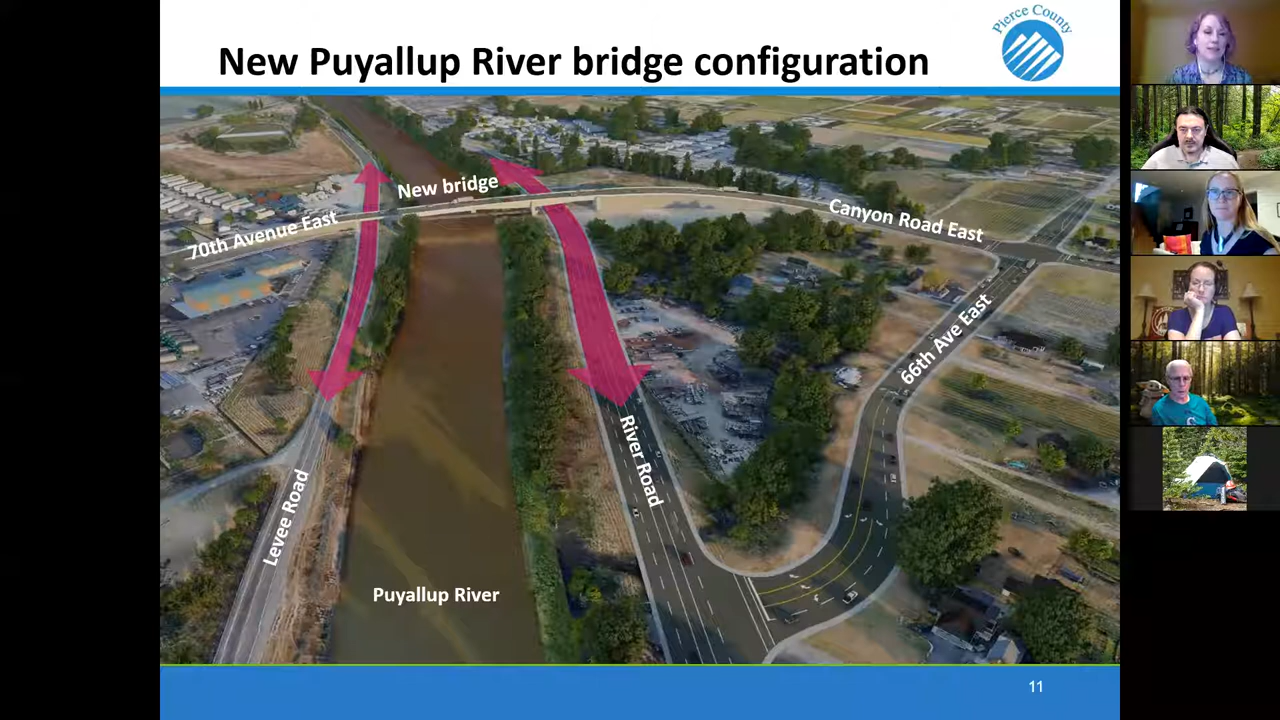 New Puyallup River bridge configuration
Pierce County
New bridge
70th Avenue East
Canyon Road East
66th Ave East
River Road
Levee Road
Puyallup River
11